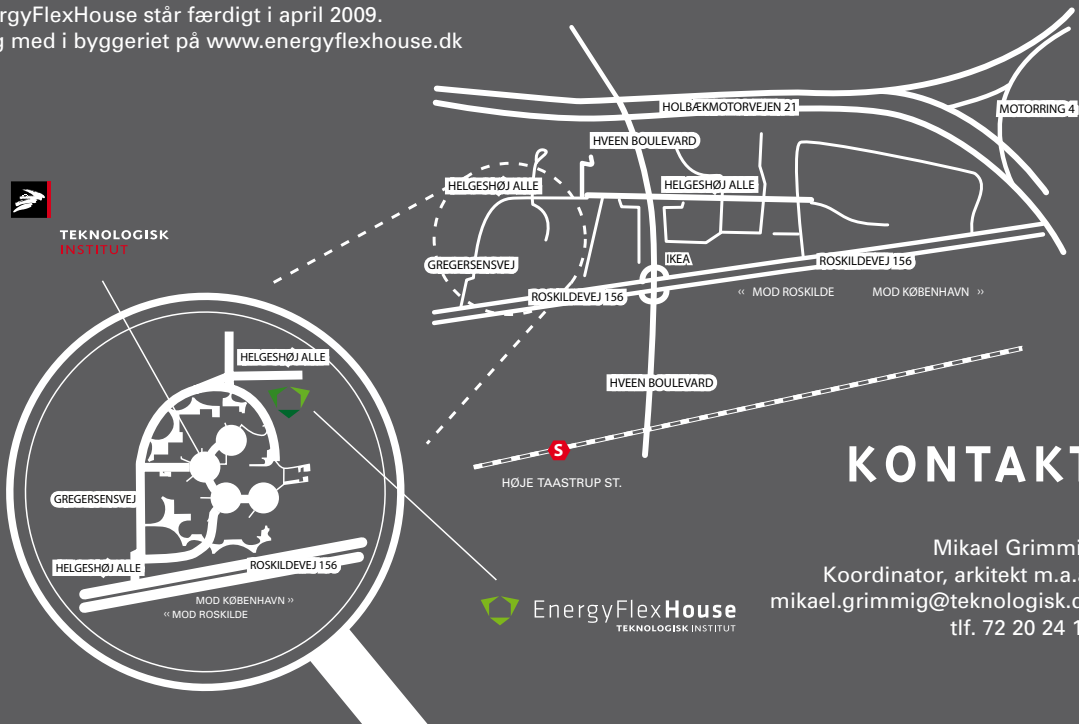 rgyFlexHouse står færdigt i april 2009.
g med i byggeriet på www.energyflexhouse.dk
HOLBÆKMOTORVEJEN 21
MOTORRING 4
HVEEN BOULEVARD
HELGESHØJ ALLE
HELGESHØJ ALLE
TEKNOLOGISK
INSTITUT
GREGERSENSVEJ
IKEA
ROSKILDEVEJ 156
ROSKILDEVEJ 156
‹‹ MOD ROSKILDE
MOD KØBENHAVN ››
HELGESHØJ ALLE
HVEEN BOULEVARD
S
HØJE TAASTRUP ST.
KONTAKT
GREGERSENSVEJ
HELGESHØJ ALLE
ROSKILDEVEJ 156
MOD KØBENHAVN ››
‹‹ MOD ROSKILDE
Mikael Grimmi
Koordinator, arkitekt m.a.
mikael.grimmig@teknologisk.d
tlf. 72 20 24 1
EnergyFlexHouse
TEKNOLOGISK INSTITUT